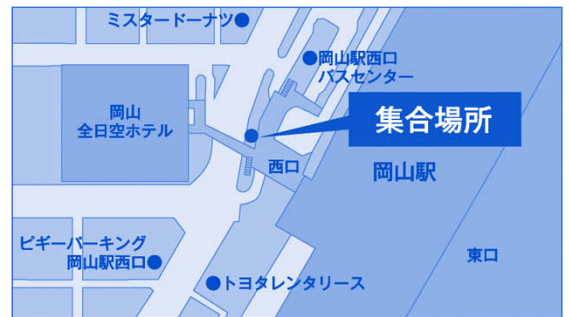 ミスタードーナツ
岡山駅西口
バスセンター
岡山
全日空ホテル
集合場所
西口
岡山駅
ビギーパーキング
岡山駅西口
東口
トヨタレンタリース